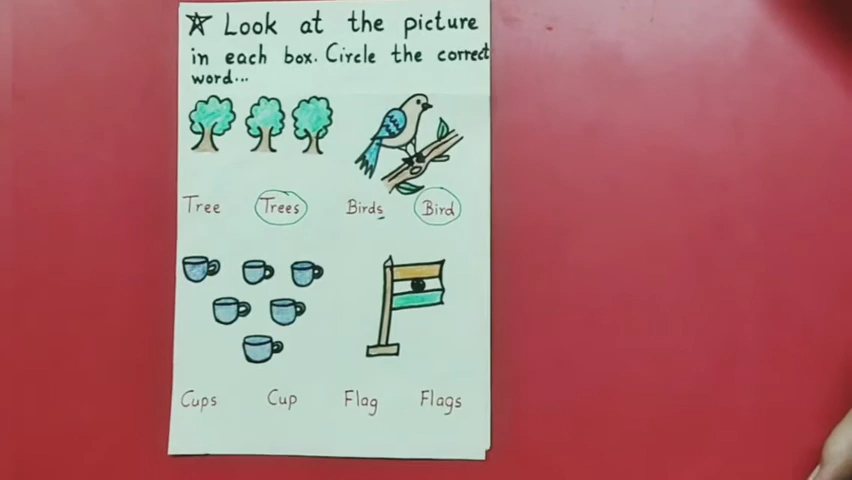 Look at the picture
in each box. Circle the correct
word...
Tree Trees Birds Bird
Cups Cup Flag Flags